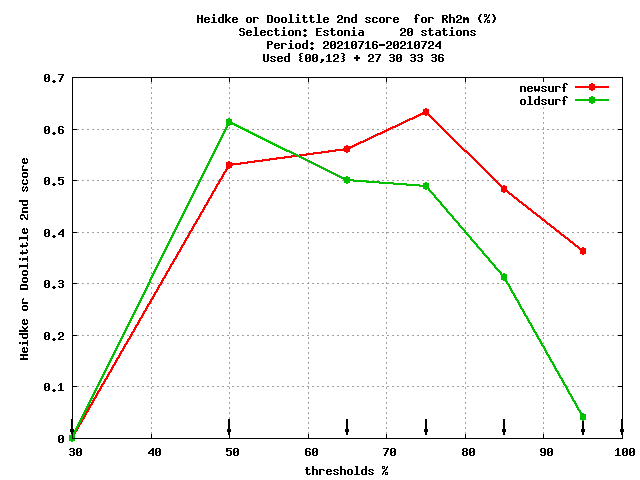 Heidke or Doolittle 2nd score  for Rh2m (%)
Selection: Estonia     20 stations
Period: 20210716-20210724
Used {00,12} + 27 30 33 36
newsurf
oldsurf
Heidke or Doolittle 2nd score
0.7
0.6
0.5
0.4
0.3
0.2
0.1
0
30 40 50 60 70 80 90 100
thresholds %